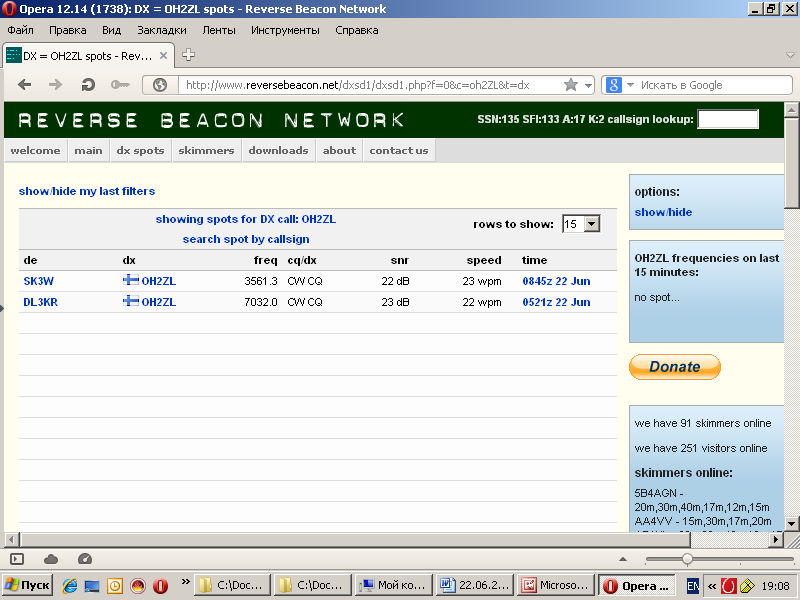 Opera 12.14 (1738): DX = OH2ZL spots - Reverse Beacon Network
Файл Правка Вид Закладки Ленты Инструменты Справка
DX = OH2ZL spots - Rev...
http://www.reversebeacon.net/dxsd1/dxsd1.php?f=0&c=oh2ZL&t=dx
Искать в Google
REVERSE BEACON NETWORK
SSN:135 SFI:133 A:17 K:2 callsign lookup:
welcome main dx spots skimmers downloads about contact us
show/hide my last filters
showing spots for DX call: OH2ZL
search spot by callsign
rows to show: 15
de dx freq cq/dx snr speed time
SK3W OH2ZL 3561.3 CW CQ 22 dB 23 wpm 0845z 22 Jun
DL3KR OH2ZL 7032.0 CW CQ 23 dB 22 wpm 0521z 22 Jun
options:
show/hide
OH2ZL frequencies on last
15 minutes:
no spot...
Donate
we have 91 skimmers online
we have 251 visitors online
skimmers online:
5B4AGN -
20m,30m,40m,17m,12m,15m
AA4VV - 15m,30m,17m,20m
Пуск
C:\Doc...
C:\Doc...
Мой ко...
22.06.2...
Microso...
Opera ...
EN
19:08